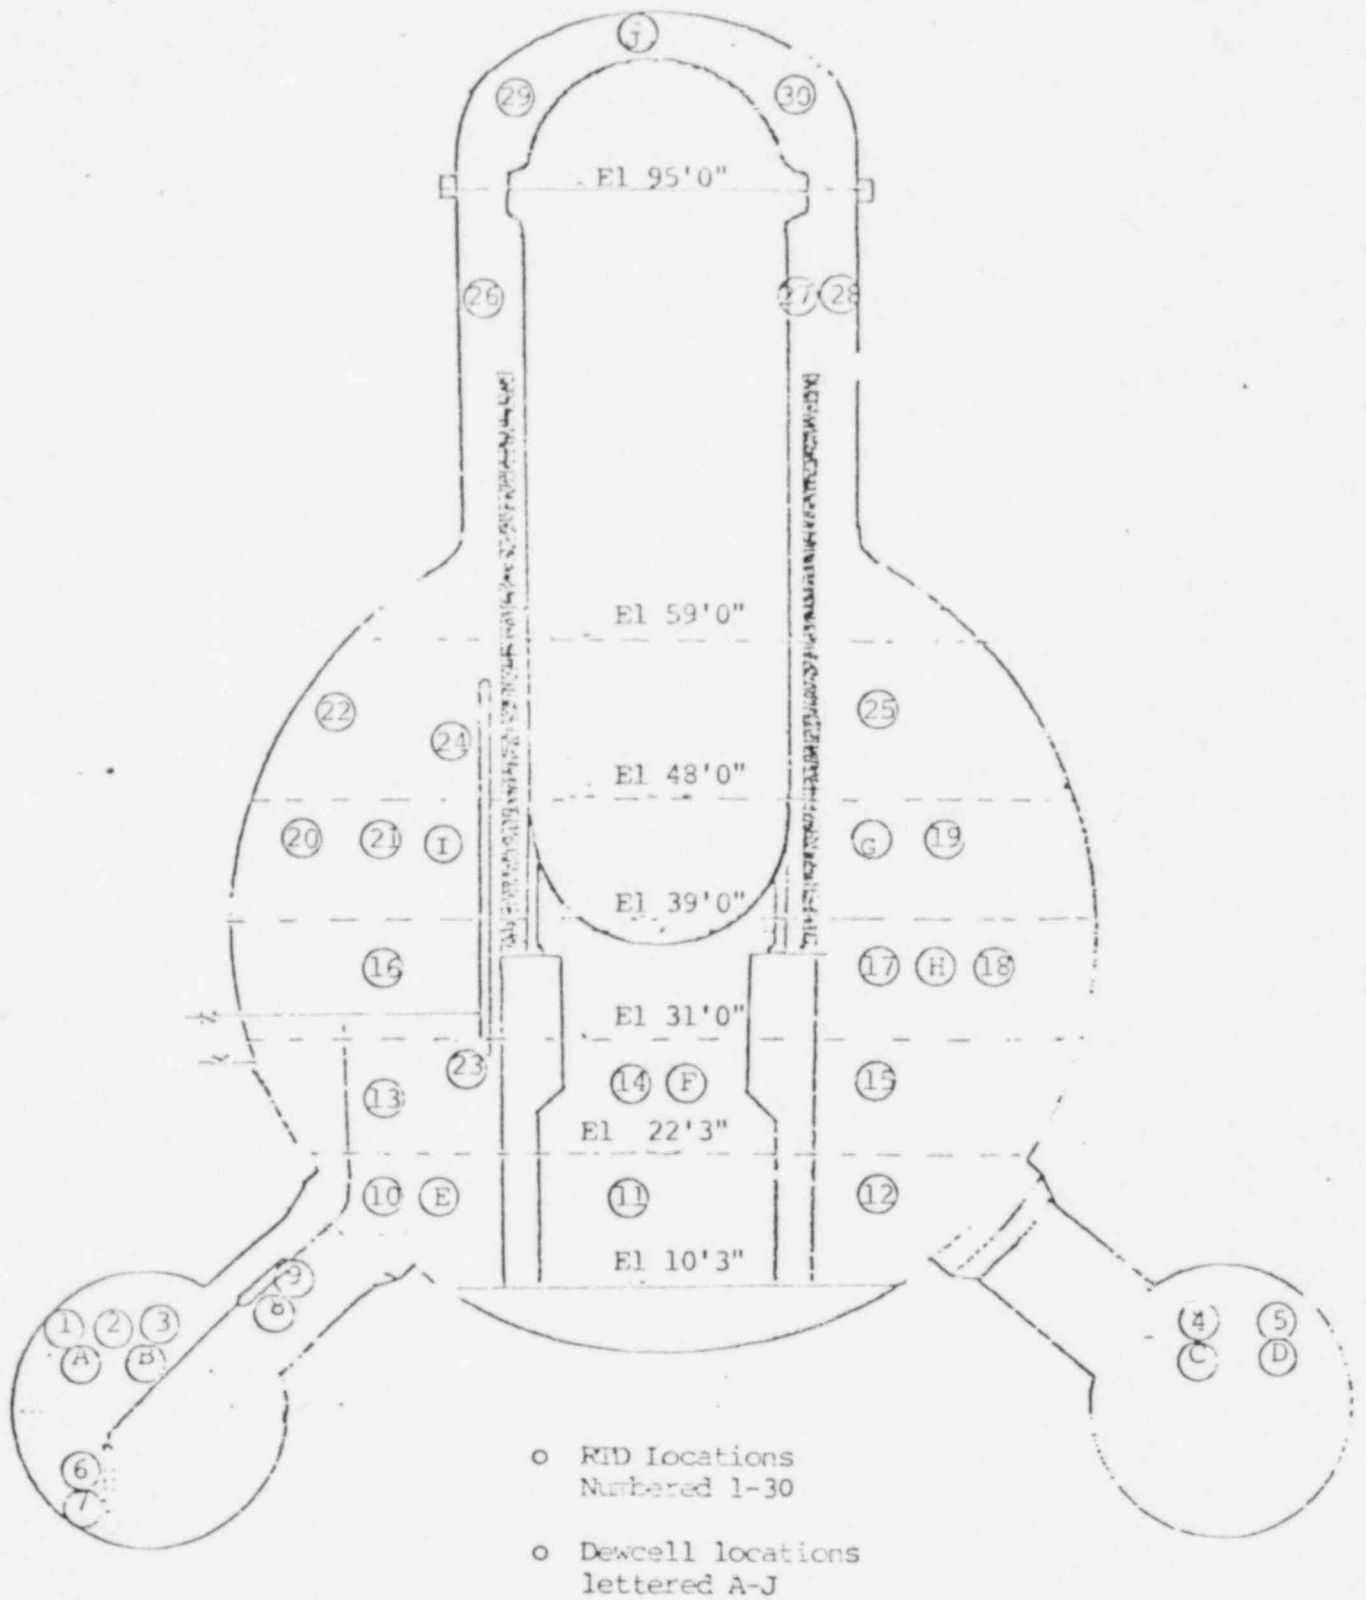 J
29 30
El 95'0"
26 27 28
El 59'0"
22 25
24
El 48'0"
20 21 I G 19
El 39'0"
16 17 H 18
El 31'0"
23
13 14 F 15
El 22'3"
10 E 11 12
El 10'3"
9
8
1 2 3 4 5
A B C D
6
7
o RTD Locations
Numbered 1-30
o Dewcell locations
lettered A-J